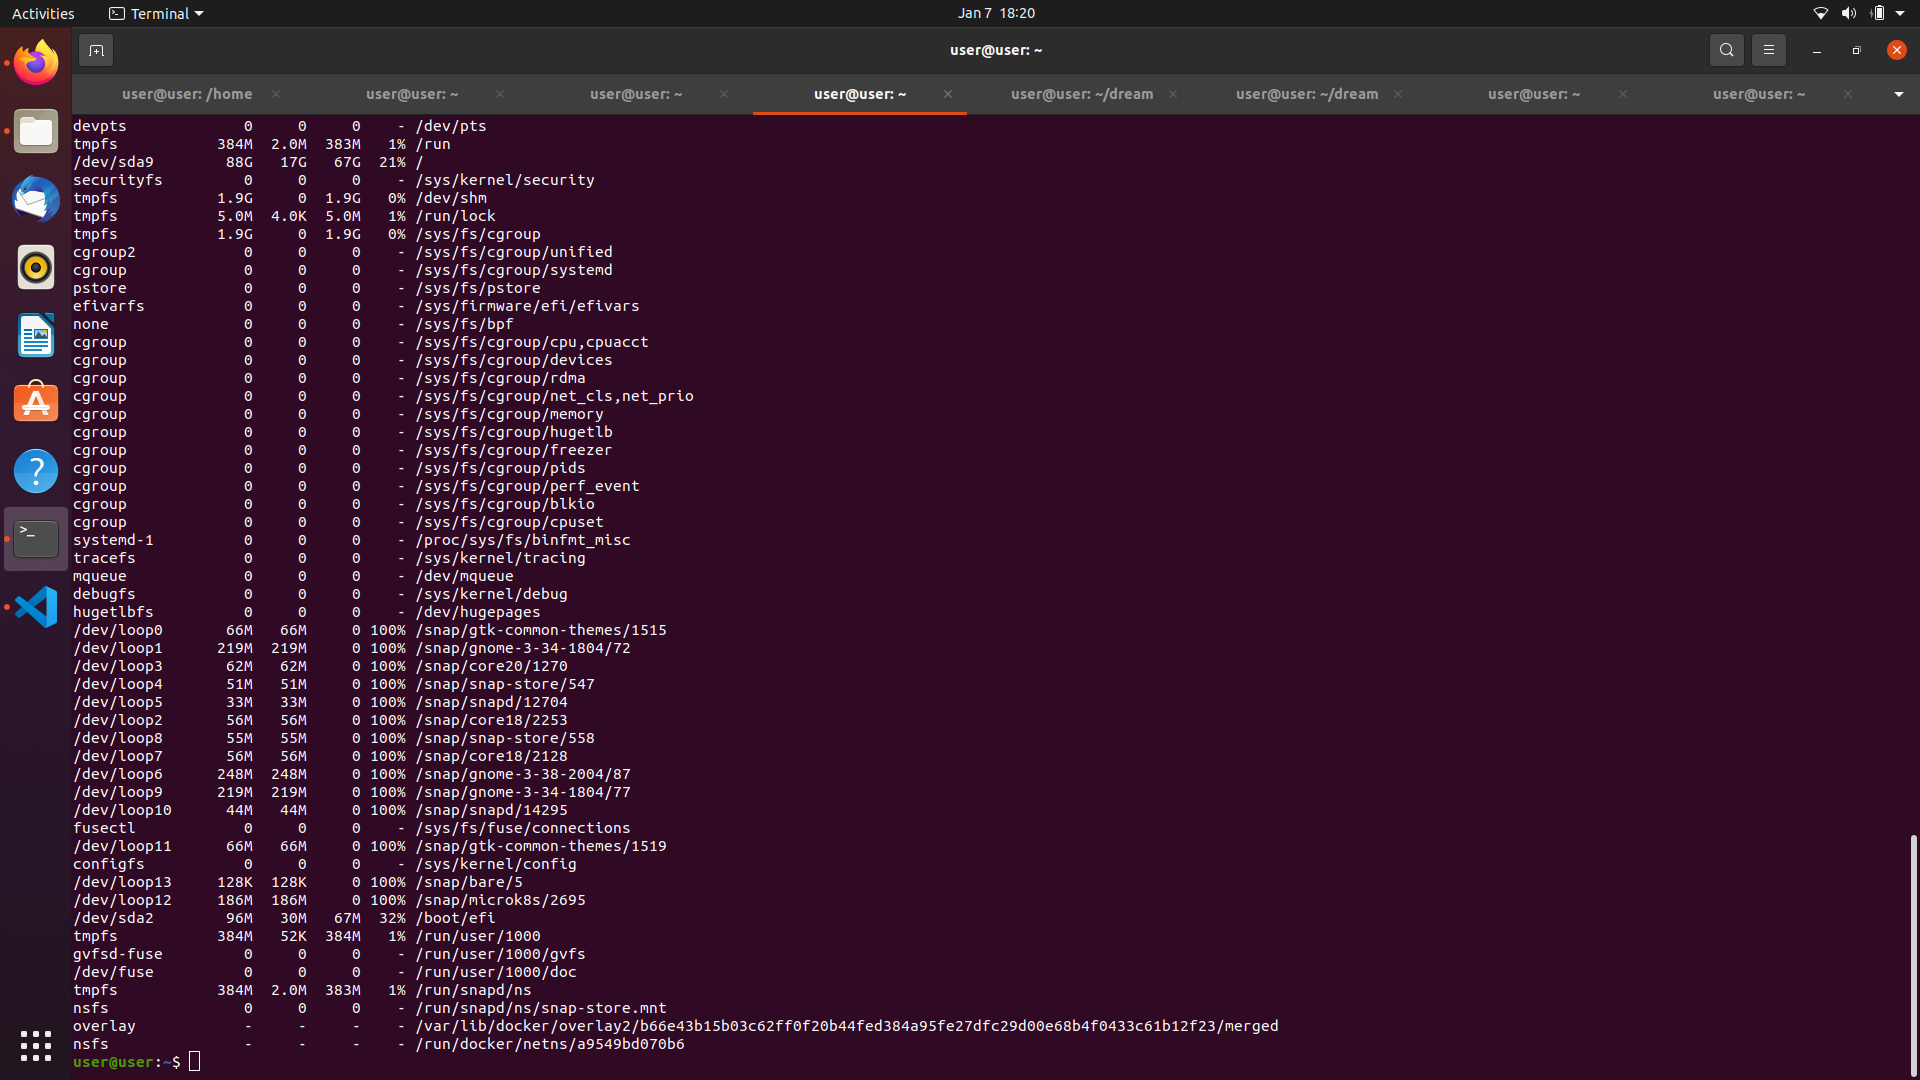 Activities Terminal Jan 7 18:20
user@user: ~
user@user: /home user@user: ~ user@user: ~ user@user: ~ user@user: ~/dream user@user: ~/dream user@user: ~ user@user: ~
devpts 0 0 0 - /dev/pts
tmpfs 384M 2.0M 383M 1% /run
/dev/sda9 88G 17G 67G 21% /
securityfs 0 0 0 - /sys/kernel/security
tmpfs 1.9G 0 1.9G 0% /dev/shm
tmpfs 5.0M 4.0K 5.0M 1% /run/lock
tmpfs 1.9G 0 1.9G 0% /sys/fs/cgroup
cgroup2 0 0 0 - /sys/fs/cgroup/unified
cgroup 0 0 0 - /sys/fs/cgroup/systemd
pstore 0 0 0 - /sys/fs/pstore
efivarfs 0 0 0 - /sys/firmware/efi/efivars
none 0 0 0 - /sys/fs/bpf
cgroup 0 0 0 - /sys/fs/cgroup/cpu,cpuacct
cgroup 0 0 0 - /sys/fs/cgroup/devices
cgroup 0 0 0 - /sys/fs/cgroup/rdma
cgroup 0 0 0 - /sys/fs/cgroup/net_cls,net_prio
cgroup 0 0 0 - /sys/fs/cgroup/memory
cgroup 0 0 0 - /sys/fs/cgroup/hugetlb
cgroup 0 0 0 - /sys/fs/cgroup/freezer
cgroup 0 0 0 - /sys/fs/cgroup/pids
cgroup 0 0 0 - /sys/fs/cgroup/perf_event
cgroup 0 0 0 - /sys/fs/cgroup/blkio
cgroup 0 0 0 - /sys/fs/cgroup/cpuset
systemd-1 0 0 0 - /proc/sys/fs/binfmt_misc
tracefs 0 0 0 - /sys/kernel/tracing
mqueue 0 0 0 - /dev/mqueue
debugfs 0 0 0 - /sys/kernel/debug
hugetlbfs 0 0 0 - /dev/hugepages
/dev/loop0 66M 66M 0 100% /snap/gtk-common-themes/1515
/dev/loop1 219M 219M 0 100% /snap/gnome-3-34-1804/72
/dev/loop3 62M 62M 0 100% /snap/core20/1270
/dev/loop4 51M 51M 0 100% /snap/snap-store/547
/dev/loop5 33M 33M 0 100% /snap/snapd/12704
/dev/loop2 56M 56M 0 100% /snap/core18/2253
/dev/loop8 55M 55M 0 100% /snap/snap-store/558
/dev/loop7 56M 56M 0 100% /snap/core18/2128
/dev/loop6 248M 248M 0 100% /snap/gnome-3-38-2004/87
/dev/loop9 219M 219M 0 100% /snap/gnome-3-34-1804/77
/dev/loop10 44M 44M 0 100% /snap/snapd/14295
fusectl 0 0 0 - /sys/fs/fuse/connections
/dev/loop11 66M 66M 0 100% /snap/gtk-common-themes/1519
configfs 0 0 0 - /sys/kernel/config
/dev/loop13 128K 128K 0 100% /snap/bare/5
/dev/loop12 186M 186M 0 100% /snap/microk8s/2695
/dev/sda2 96M 30M 67M 32% /boot/efi
tmpfs 384M 52K 384M 1% /run/user/1000
gvfsd-fuse 0 0 0 - /run/user/1000/gvfs
/dev/fuse 0 0 0 - /run/user/1000/doc
tmpfs 384M 2.0M 383M 1% /run/snapd/ns
nsfs 0 0 0 - /run/snapd/ns/snap-store.mnt
overlay - - - - /var/lib/docker/overlay2/b66e43b15b03c62ff0f20b44fed384a95fe27dfc29d00e68b4f0433c61b12f23/merged
nsfs - - - - /run/docker/netns/a9549bd070b6
user@user:~$